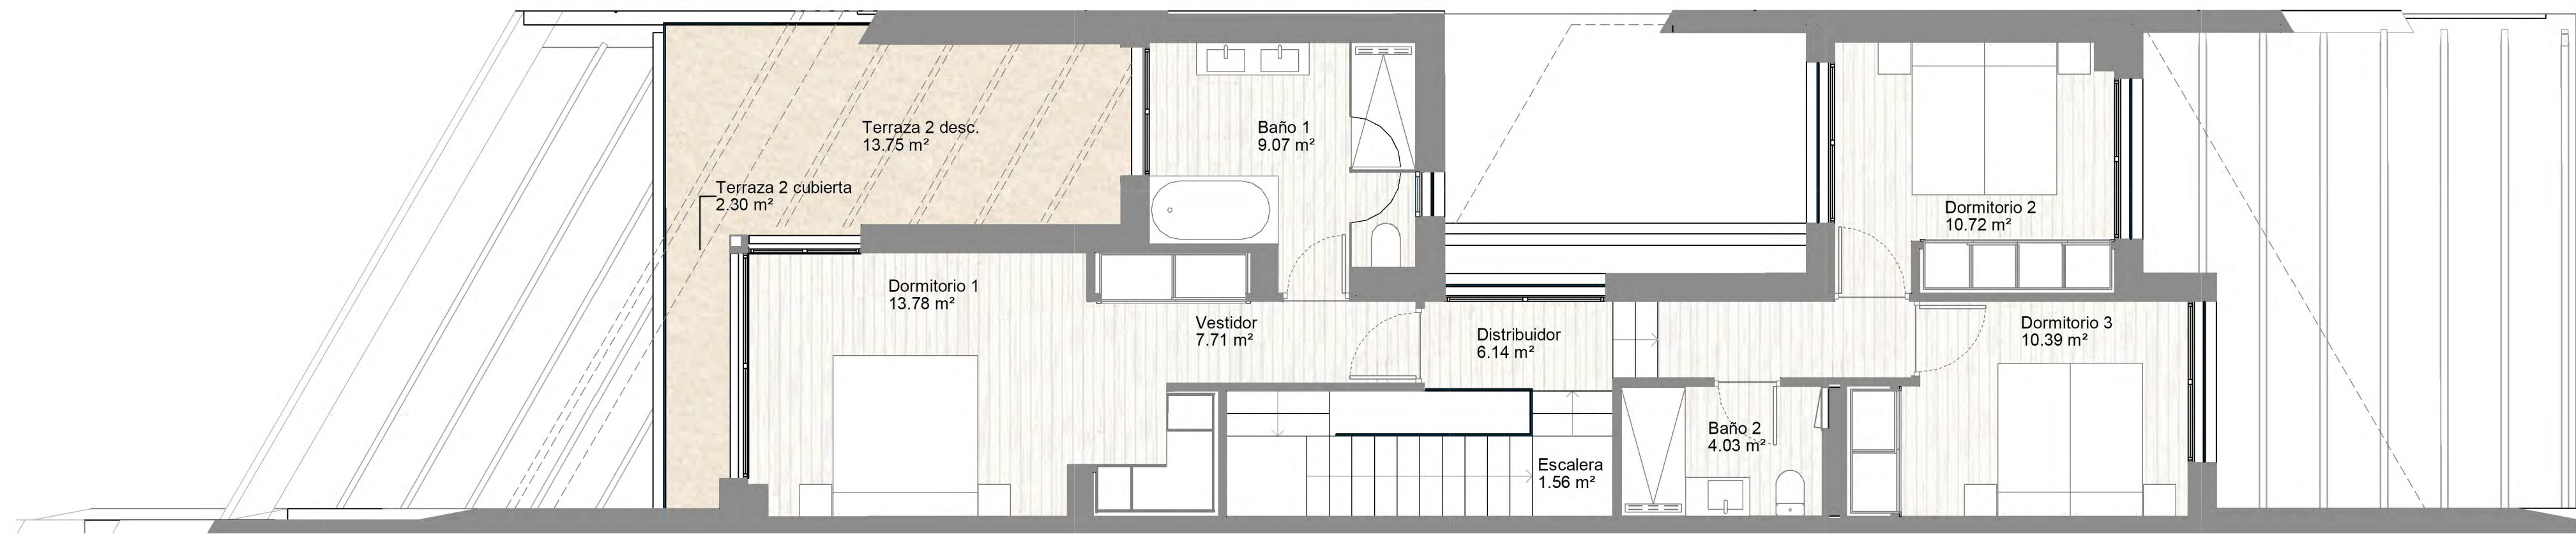 Terraza 2 desc.
13.75 m²
Terraza 2 cubierta
2.30 m²
Baño 1
9.07 m²
Dormitorio 2
10.72 m²
Dormitorio 1
13.78 m²
Vestidor
7.71 m²
Distribuidor
6.14 m²
Dormitorio 3
10.39 m²
Baño 2
4.03 m²
Escalera
1.56 m²